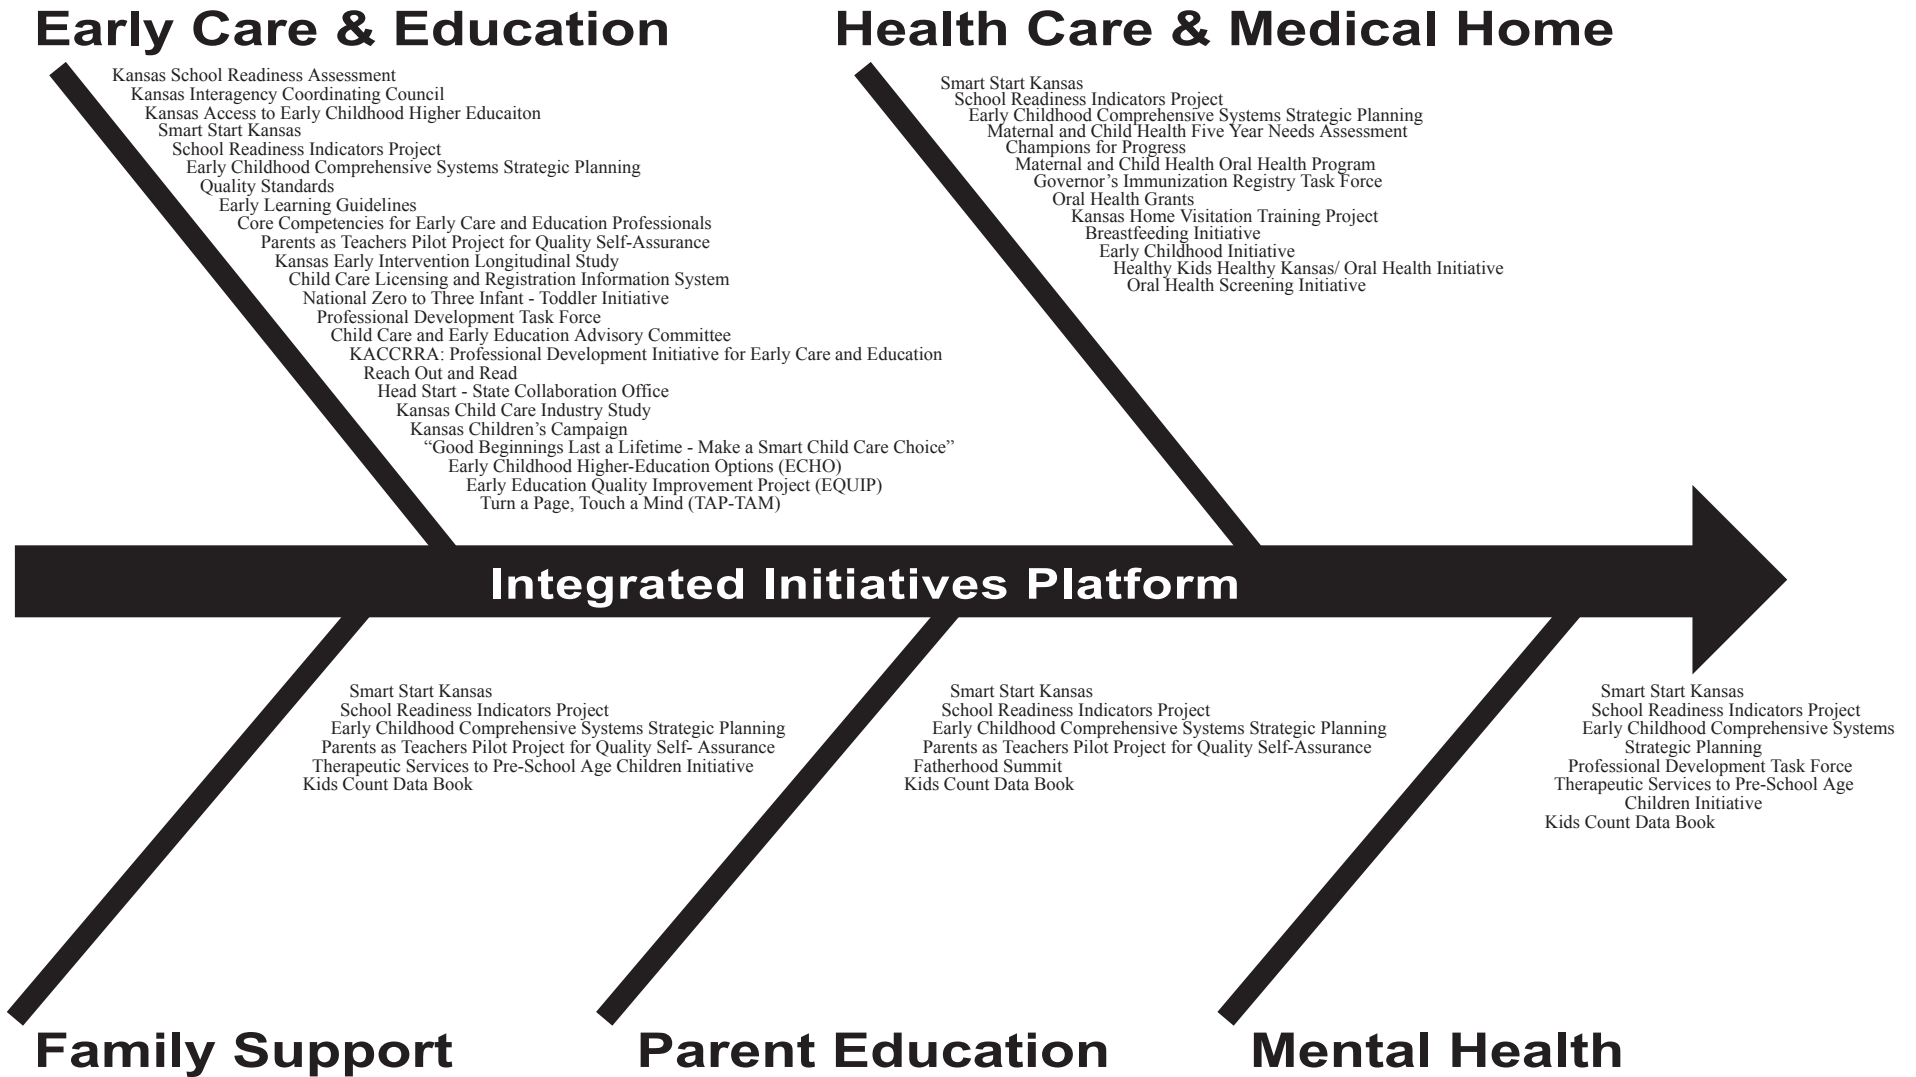 Early Care & Education
Kansas School Readiness Assessment
Kansas Interagency Coordinating Council
Kansas Access to Early Childhood Higher Educaiton
Smart Start Kansas
School Readiness Indicators Project
Early Childhood Comprehensive Systems Strategic Planning
Quality Standards
Early Learning Guidelines
Core Competencies for Early Care and Education Professionals
Parents as Teachers Pilot Project for Quality Self-Assurance
Kansas Early Intervention Longitudinal Study
Child Care Licensing and Registration Information System
National Zero to Three Infant - Toddler Initiative
Professional Development Task Force
Child Care and Early Education Advisory Committee
KACCRRA: Professional Development Initiative for Early Care and Education
Reach Out and Read
Head Start - State Collaboration Office
Kansas Child Care Industry Study
Kansas Children’s Campaign
“Good Beginnings Last a Lifetime - Make a Smart Child Care Choice”
Early Childhood Higher-Education Options (ECHO)
Early Education Quality Improvement Project (EQUIP)
Turn a Page, Touch a Mind (TAP-TAM)
Health Care & Medical Home
Smart Start Kansas
School Readiness Indicators Project
Early Childhood Comprehensive Systems Strategic Planning
Maternal and Child Health Five Year Needs Assessment
Champions for Progress
Maternal and Child Health Oral Health Program
Governor’s Immunization Registry Task Force
Oral Health Grants
Kansas Home Visitation Training Project
Breastfeeding Initiative
Early Childhood Initiative
Healthy Kids Healthy Kansas/ Oral Health Initiative
Oral Health Screening Initiative
Integrated Initiatives Platform
Smart Start Kansas
School Readiness Indicators Project
Early Childhood Comprehensive Systems Strategic Planning
Parents as Teachers Pilot Project for Quality Self- Assurance
Therapeutic Services to Pre-School Age Children Initiative
Kids Count Data Book
Family Support
Smart Start Kansas
School Readiness Indicators Project
Early Childhood Comprehensive Systems Strategic Planning
Parents as Teachers Pilot Project for Quality Self-Assurance
Fatherhood Summit
Kids Count Data Book
Parent Education
Smart Start Kansas
School Readiness Indicators Project
Early Childhood Comprehensive Systems
Strategic Planning
Professional Development Task Force
Therapeutic Services to Pre-School Age
Children Initiative
Kids Count Data Book
Mental Health